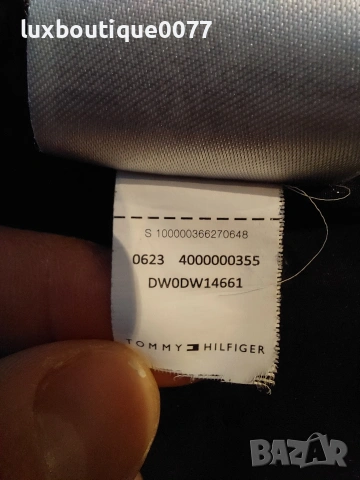 luxboutique0077
S 100000366270648
0623 4000000355
DW0DW14661
TOMMY HILFIGER
BAZAR